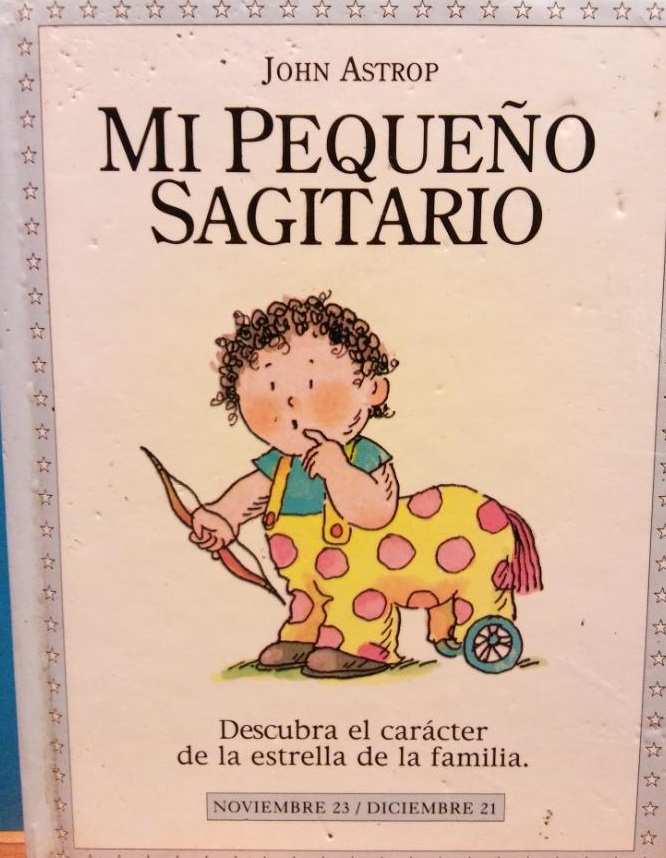 JOHN ASTROP
MI PEQUEÑO
SAGITARIO
Descubra el carácter
de la estrella de la familia.
NOVIEMBRE 23 / DICIEMBRE 21